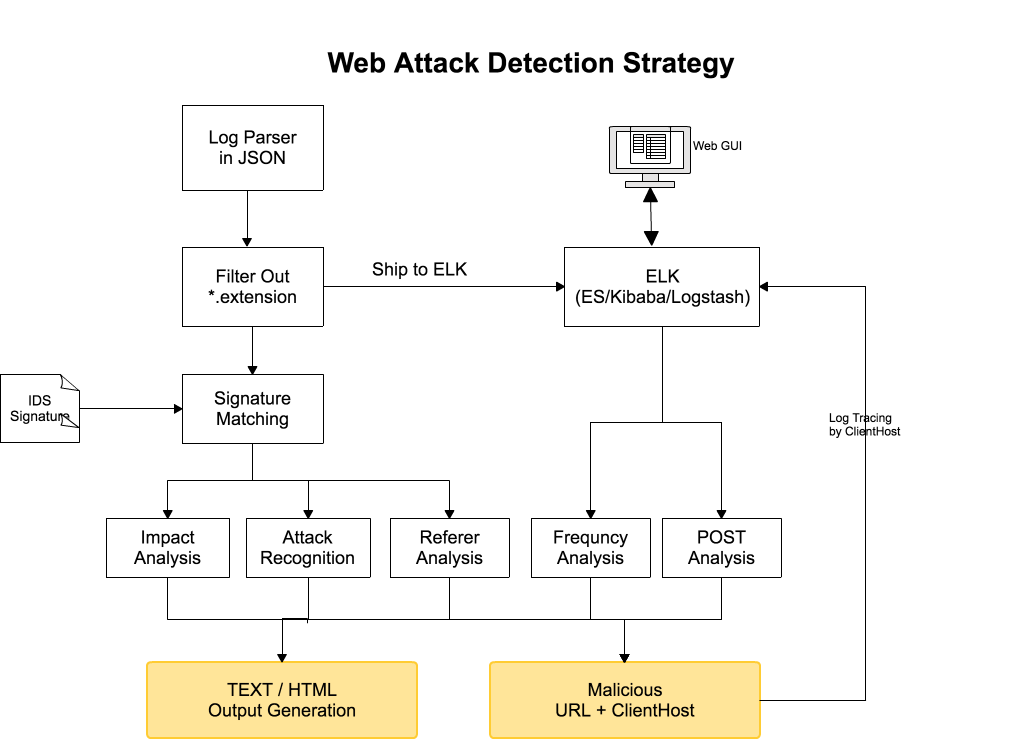 Web Attack Detection Strategy
Log Parser
in JSON
Web GUI
Filter Out
*.extension
Ship to ELK
ELK
(ES/Kibaba/Logstash)
IDS
Signature
Signature
Matching
Log Tracing
by ClientHost
Impact
Analysis
Attack
Recognition
Referer
Analysis
Frequncy
Analysis
POST
Analysis
TEXT / HTML
Output Generation
Malicious
URL + ClientHost